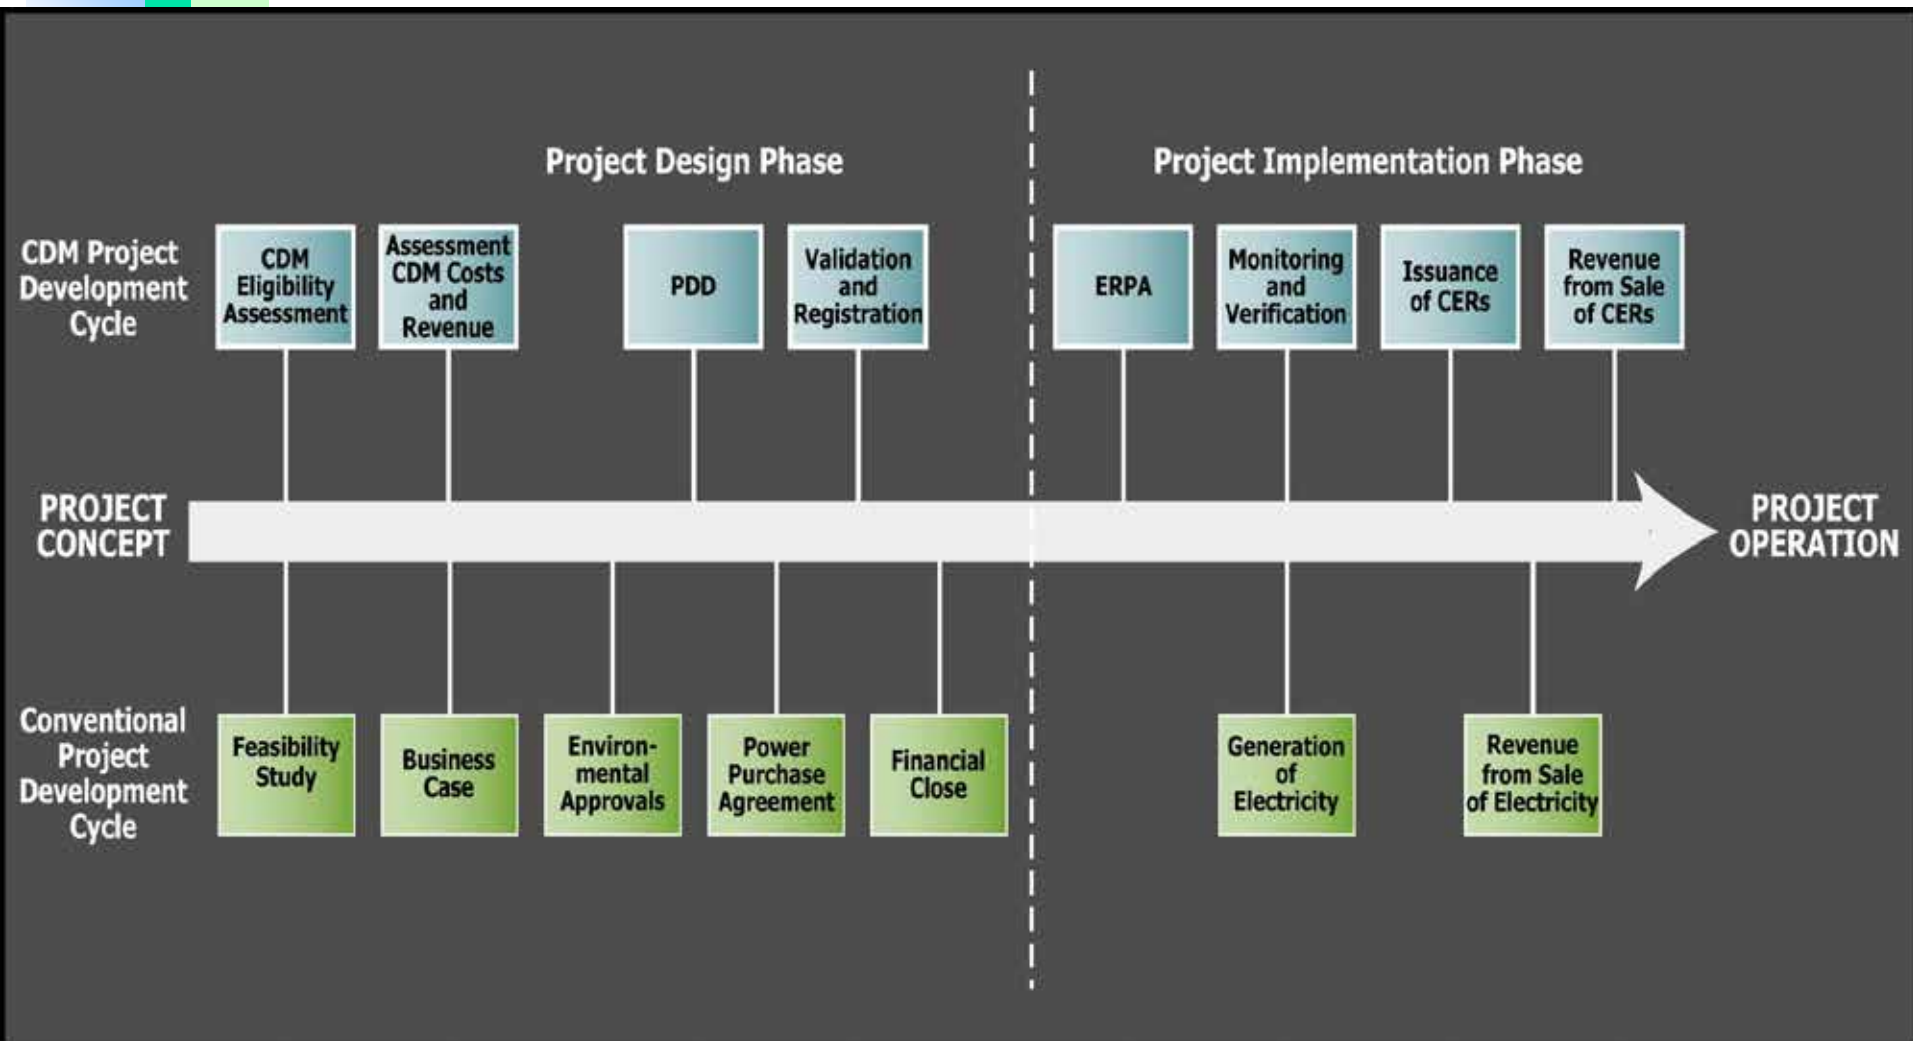 Project Design Phase
Project Implementation Phase
CDM Project
Development
Cycle
CDM
Eligibility
Assessment
Assessment
CDM Costs
and
Revenue
PDD
Validation
and
Registration
ERPA
Monitoring
and
Verification
Issuance
of CERs
Revenue
from Sale
of CERs
PROJECT
CONCEPT
PROJECT
OPERATION
Conventional
Project
Development
Cycle
Feasibility
Study
Business
Case
Environ-
mental
Approvals
Power
Purchase
Agreement
Financial
Close
Generation
of
Electricity
Revenue
from Sale
of Electricity